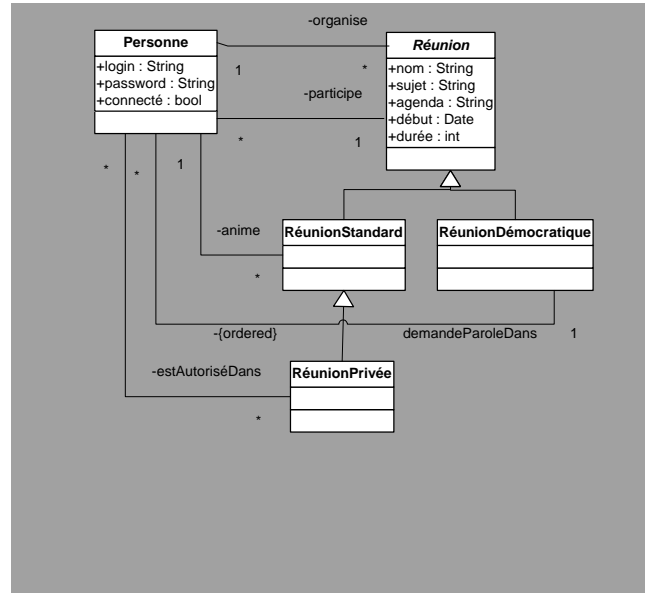 -organise
Personne
+login : String
+password : String
+connecté : bool
Réunion
+nom : String
+sujet : String
+agenda : String
+début : Date
+durée : int
1
*
-participe
*
1
*
*
1
-anime
*
RéunionStandard
RéunionDémocratique
-{ordered}
demandeParoleDans
1
-estAutoriséDans
*
RéunionPrivée